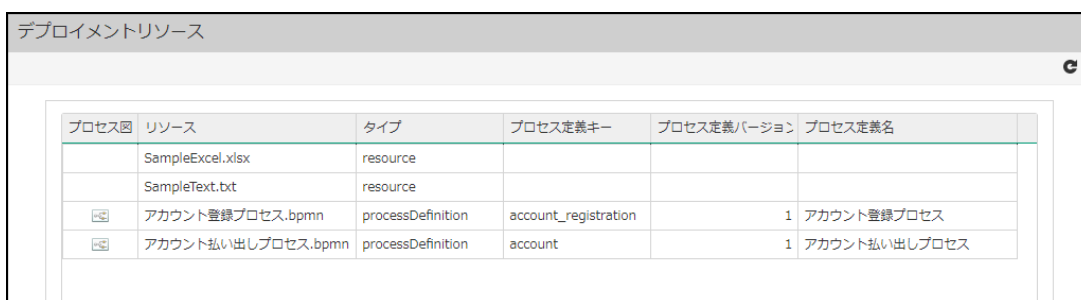 デプロイメントリソース
プロセス図 リソース タイプ プロセス定義キー プロセス定義バージョン プロセス定義名
SampleExcel.xlsx resource
SampleText.txt resource
アカウント登録プロセス.bpmn processDefinition account_registration 1 アカウント登録プロセス
アカウント払い出しプロセス.bpmn processDefinition account 1 アカウント払い出しプロセス